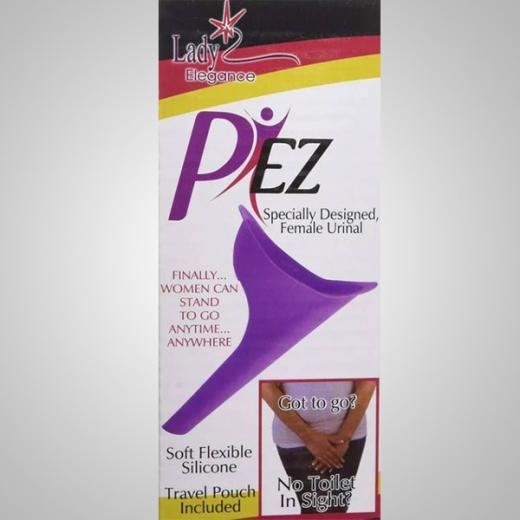 Lady
Elegance
PEZ
Specially Designed,
Female Urinal
FINALLY...
WOMEN CAN
STAND
TO GO
ANYTIME...
ANYWHERE
Got to go?
No Toilet
In Sight?
Soft Flexible
Silicone
Travel Pouch
Included